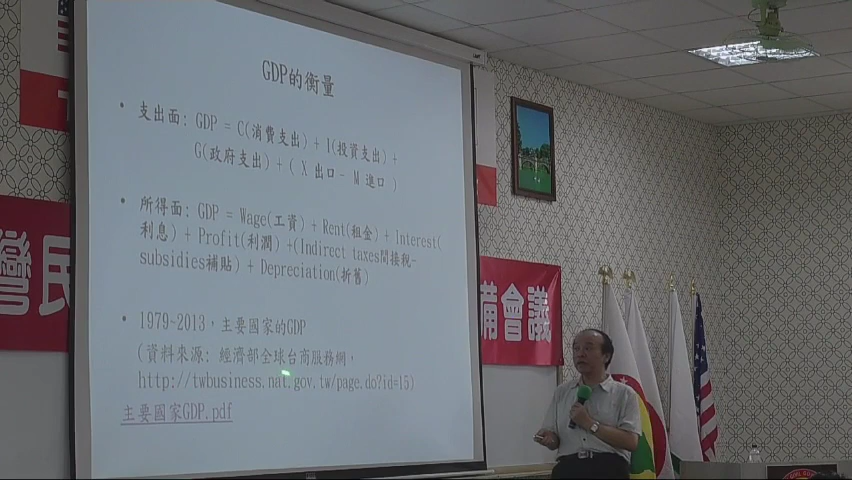 GDP的衡量
• 支出面: GDP = C(消費支出) + I(投資支出) +
G(政府支出) + ( X 出口 - M 進口 )
• 所得面: GDP = Wage(工資) + Rent(租金) + Interest(
利息) + Profit(利潤) +(Indirect taxes間接稅-
subsidies補貼) + Depreciation(折舊)
• 1979~2013，主要國家的GDP
(資料來源: 經濟部全球台商服務網，
http://twbusiness.nat.gov.tw/page.do?id=15)
主要國家GDP.pdf
灣民
備會議